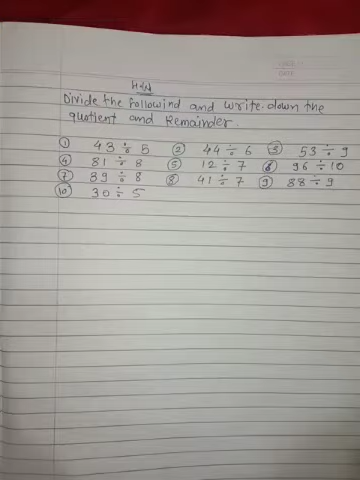 H.W
Divide the followind and write down the
quotient and Remainder.
① 43 ÷ 5 ② 44 ÷ 6 ③ 53 ÷ 9
④ 81 ÷ 8 ⑤ 12 ÷ 7 ⑥ 96 ÷ 10
⑦ 89 ÷ 8 ⑧ 41 ÷ 7 ⑨ 88 ÷ 9
⑩ 30 ÷ 5